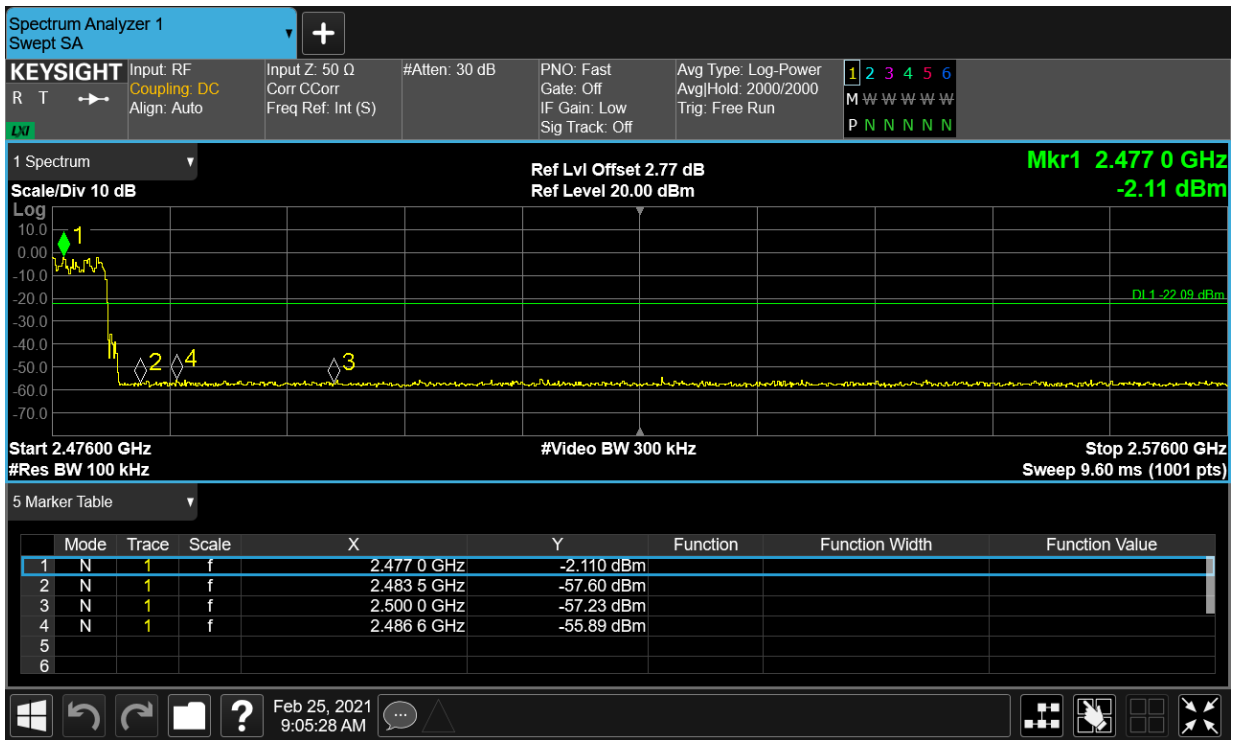 Spectrum Analyzer 1
Swept SA
KEYSIGHT
R T
LXI
Input: RF
Coupling: DC
Align: Auto
Input Z: 50 Ω
Corr CCorr
Freq Ref: Int (S)
#Atten: 30 dB
PNO: Fast
Gate: Off
IF Gain: Low
Sig Track: Off
Avg Type: Log-Power
Avg|Hold: 2000/2000
Trig: Free Run
1 2 3 4 5 6
M W W W W W
P N N N N N
1 Spectrum
Scale/Div 10 dB
Ref Lvl Offset 2.77 dB
Ref Level 20.00 dBm
Mkr1 2.477 0 GHz
-2.11 dBm
Log
10.0
0.00
-10.0
-20.0
-30.0
-40.0
-50.0
-60.0
-70.0
1
2
4
3
DL1 -22.09 dBm
Start 2.47600 GHz
#Video BW 300 kHz
Stop 2.57600 GHz
#Res BW 100 kHz
Sweep 9.60 ms (1001 pts)
5 Marker Table
Mode Trace Scale X Y Function Function Width Function Value
1 N 1 f 2.477 0 GHz -2.110 dBm
2 N 1 f 2.483 5 GHz -57.60 dBm
3 N 1 f 2.500 0 GHz -57.23 dBm
4 N 1 f 2.486 6 GHz -55.89 dBm
5
6
?
Feb 25, 2021
9:05:28 AM